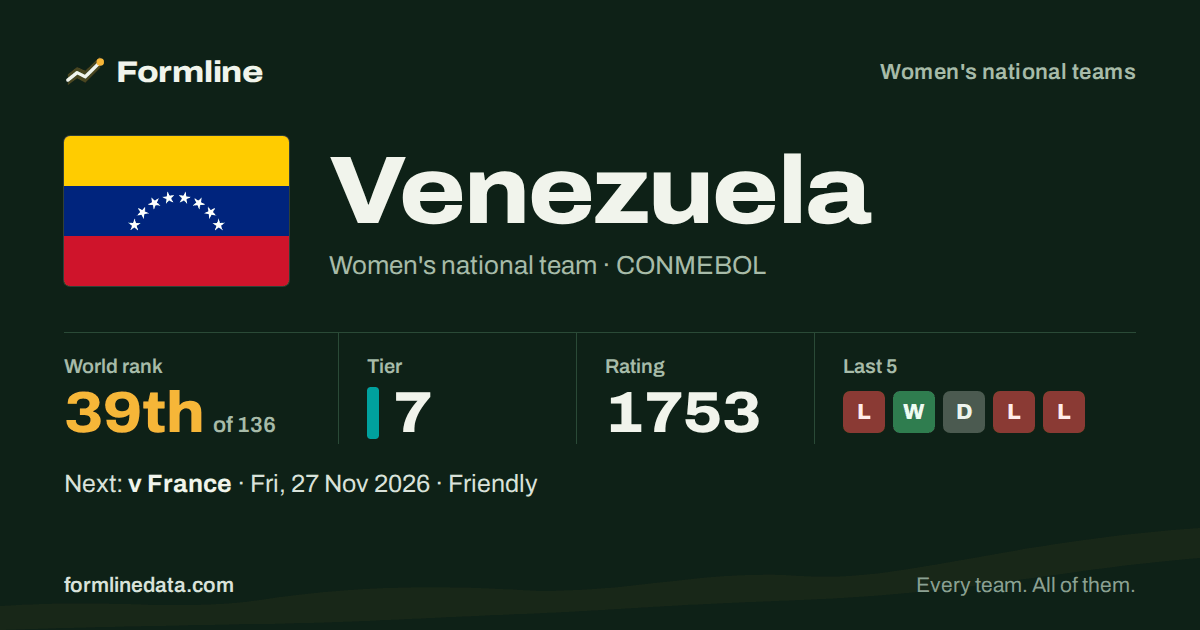 Formline
Women's national teams
Venezuela
Women's national team · CONMEBOL
World rank
39th of 136
Tier
7
Rating
1753
Last 5
L W D L L
Next: v France · Fri, 27 Nov 2026 · Friendly
formlinedata.com
Every team. All of them.